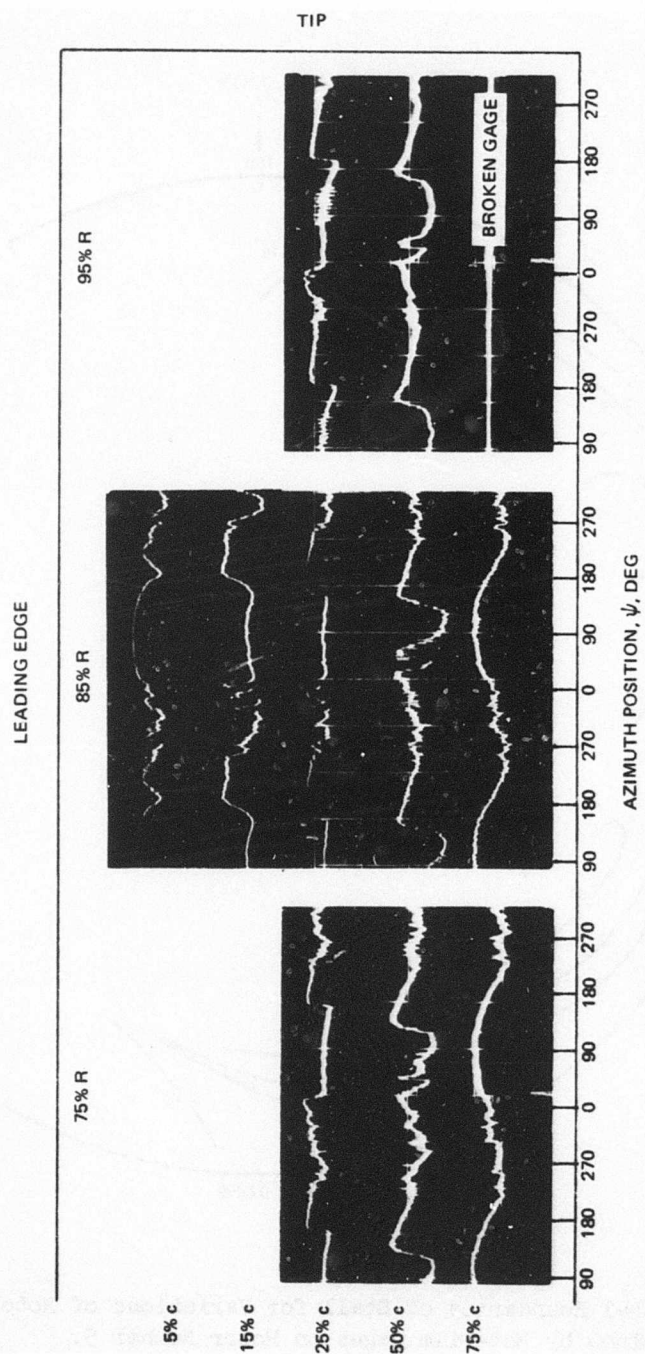 TIP
LEADING EDGE
75% R
85% R
95% R
5% c
15% c
25% c
50% c
75% c
BROKEN GAGE
90 180 270 0 90 180 270
90 180 270 0 90 180 270
90 180 270 0 90 180 270
AZIMUTH POSITION, ψ, DEG